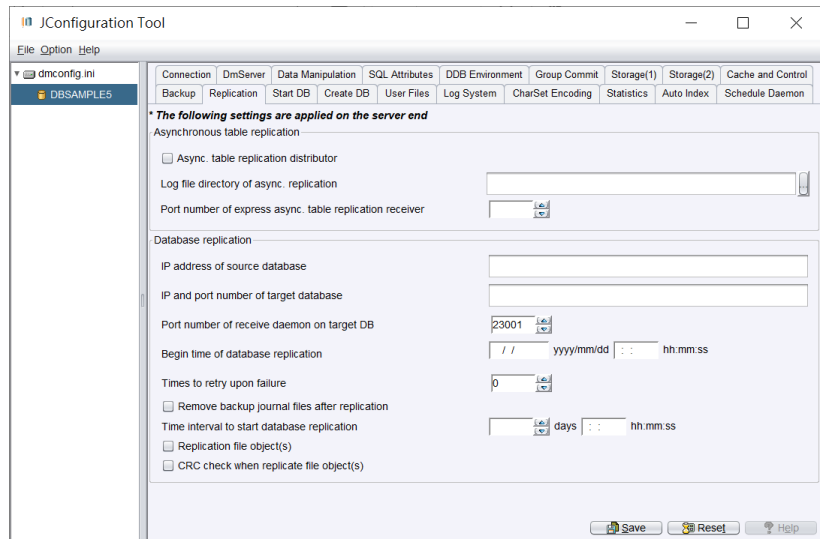 JConfiguration Tool
File Option Help
dmconfig.ini
DBSAMPLE5
Connection DmServer Data Manipulation SQL Attributes DDB Environment Group Commit Storage(1) Storage(2) Cache and Control
Backup Replication Start DB Create DB User Files Log System CharSet Encoding Statistics Auto Index Schedule Daemon
* The following settings are applied on the server end
Asynchronous table replication
Async. table replication distributor
Log file directory of async. replication
Port number of express async. table replication receiver
Database replication
IP address of source database
IP and port number of target database
Port number of receive daemon on target DB 23001
Begin time of database replication / / yyyy/mm/dd : : hh:mm:ss
Times to retry upon failure 0
Remove backup journal files after replication
Time interval to start database replication days : : hh:mm:ss
Replication file object(s)
CRC check when replicate file object(s)
Save Reset Help